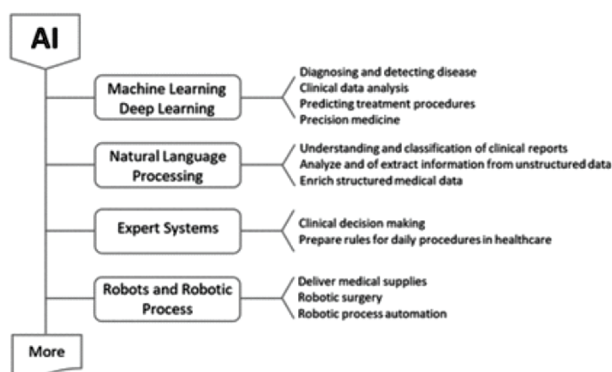 AI
Machine Learning
Deep Learning
Diagnosing and detecting disease
Clinical data analysis
Predicting treatment procedures
Precision medicine
Natural Language
Processing
Understanding and classification of clinical reports
Analyze and of extract information from unstructured data
Enrich structured medical data
Expert Systems
Clinical decision making
Prepare rules for daily procedures in healthcare
Robots and Robotic
Process
Deliver medical supplies
Robotic surgery
Robotic process automation
More